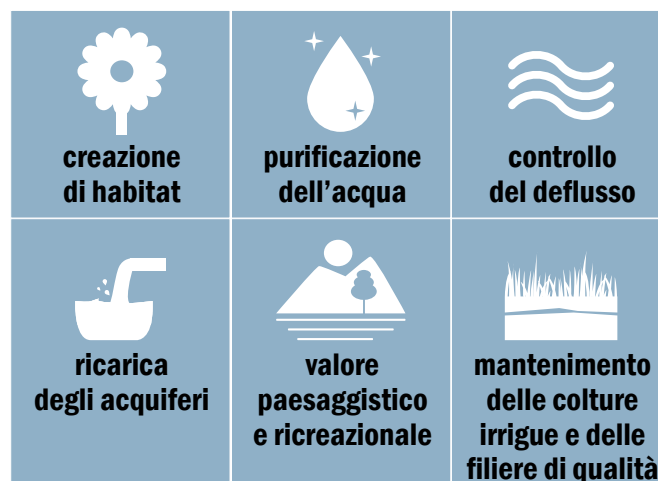 creazione
di habitat
purificazione
dell'acqua
controllo
del deflusso
ricarica
degli acquiferi
valore
paesaggistico
e ricreazionale
mantenimento
delle colture
irrigue e delle
filiere di qualità